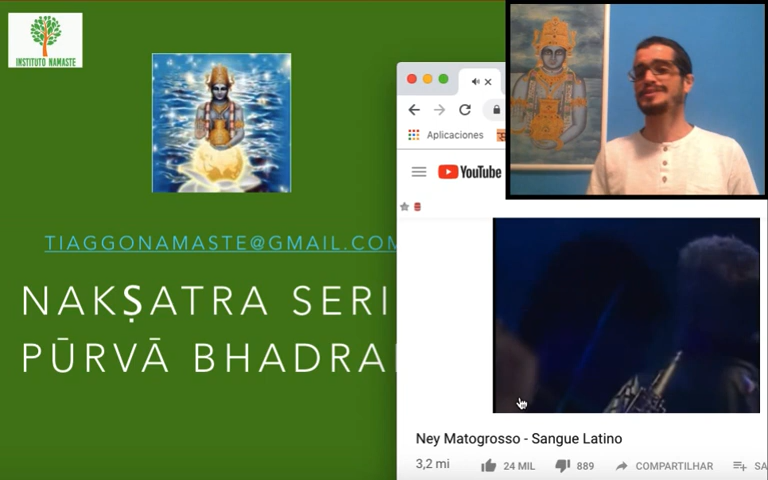 INSTITUTO NAMASTE
TIAGGONAMASTE@GMAIL.COM
NAKṢATRA SERI
PŪRVĀ BHADRA
Aplicaciones
YouTube
Ney Matogrosso - Sangue Latino
3,2 mi
24 MIL
889
COMPARTILHAR
SA